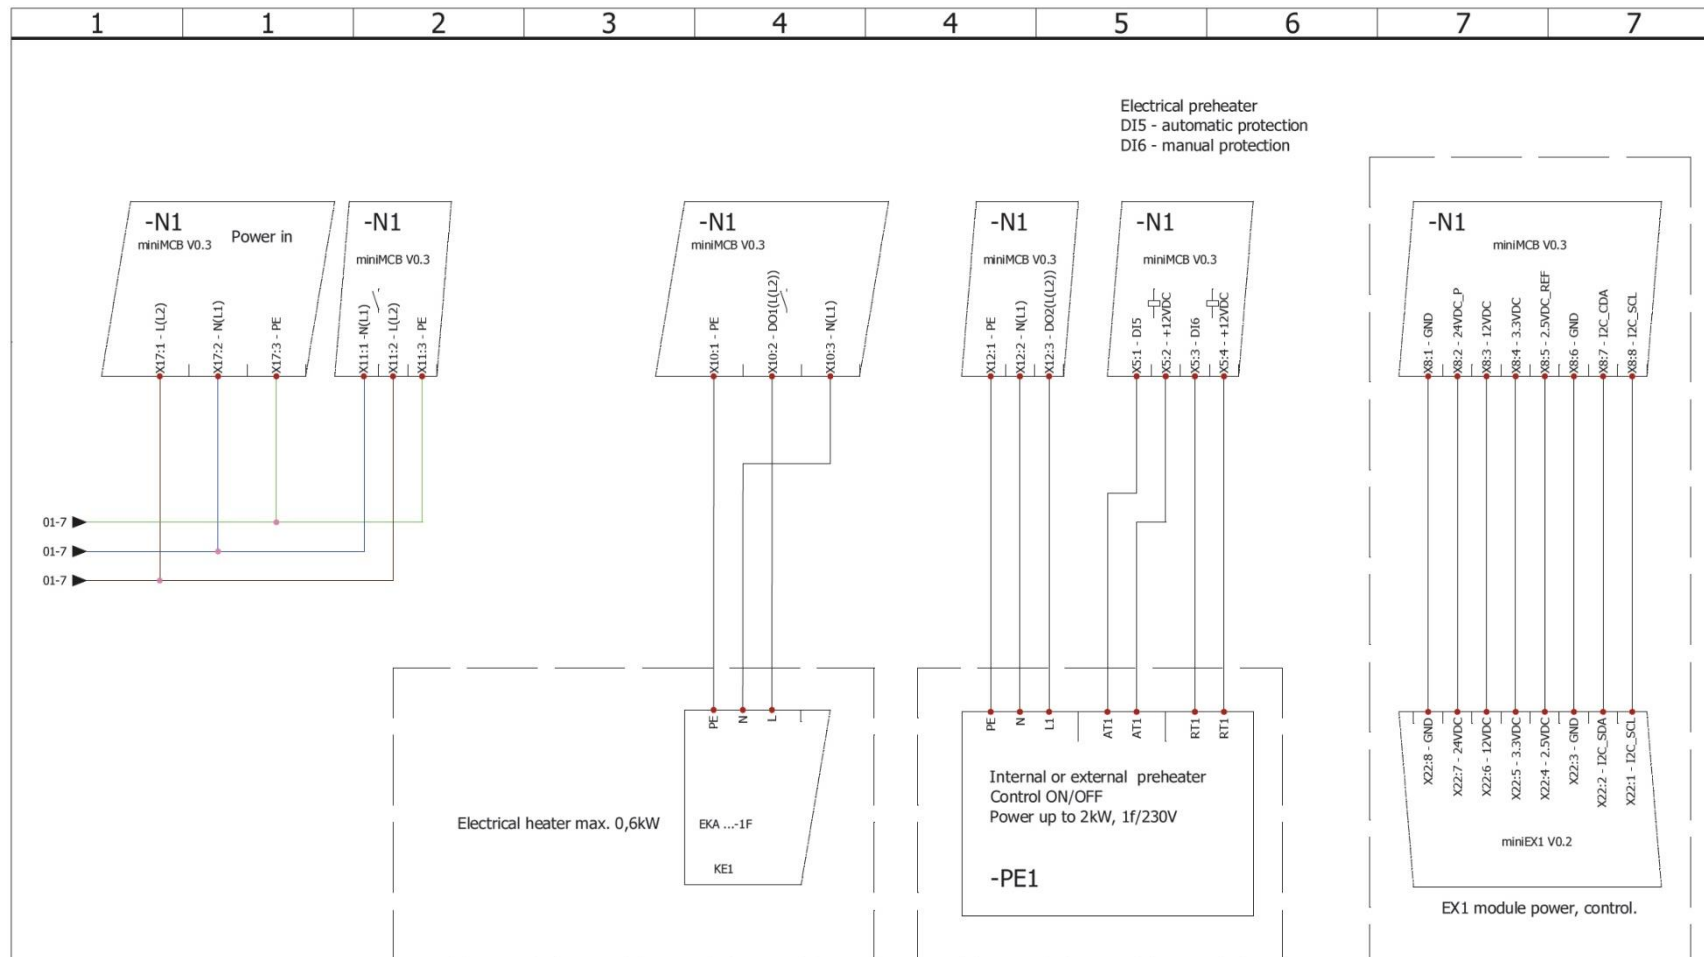 1 1 2 3 4 4 5 6 7 7
Electrical preheater
DI5 - automatic protection
DI6 - manual protection
-N1
miniMCB V0.3
Power in
X17:1 - L(L2)
X17:2 - N(L1)
X17:3 - PE
-N1
miniMCB V0.3
X11:1 -N(L1)
X11:2 - L(L2)
X11:3 - PE
-N1
miniMCB V0.3
X10:1 - PE
X10:2 - DO1(L(L2))
X10:3 - N(L1)
-N1
miniMCB V0.3
X12:1 - PE
X12:2 - N(L1)
X12:3 - DO2(L(L2))
-N1
miniMCB V0.3
X5:1 - DI5
X5:2 - +12VDC
X5:3 - DI6
X5:4 - +12VDC
-N1
miniMCB V0.3
X8:1 - GND
X8:2 - 24VDC_P
X8:3 - 12VDC
X8:4 - 3.3VDC
X8:5 - 2.5VDC_REF
X8:6 - GND
X8:7 - I2C_CDA
X8:8 - I2C_SCL
01-7
01-7
01-7
PE
N
L
Electrical heater max. 0,6kW
EKA ...-1F
KE1
PE
N
L1
AT1
AT1
RT1
RT1
Internal or external preheater
Control ON/OFF
Power up to 2kW, 1f/230V
-PE1
X22:8 - GND
X22:7 - 24VDC
X22:6 - 12VDC
X22:5 - 3.3VDC
X22:4 - 2.5VDC
X22:3 - GND
X22:2 - I2C_SDA
X22:1 - I2C_SCL
miniEX1 V0.2
EX1 module power, control.